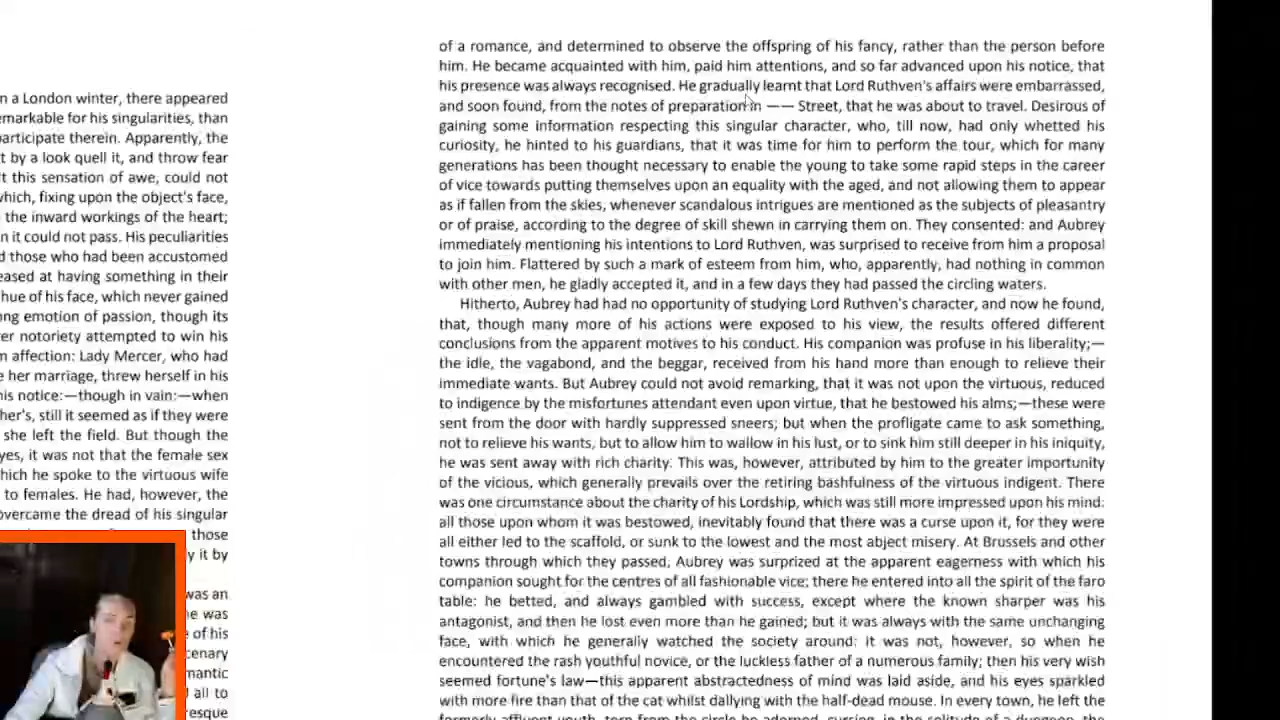 n a London winter, there appeared
emarkable for his singularities, than
articipate therein. Apparently, the
t by a look quell it, and throw fear
t this sensation of awe, could not
which, fixing upon the object's face,
the inward workings of the heart;
n it could not pass. His peculiarities
d those who had been accustomed
eased at having something in their
hue of his face, which never gained
ong emotion of passion, though its
er notoriety attempted to win his
m affection: Lady Mercer, who had
e her marriage, threw herself in his
his notice:—though in vain:—when
her's, still it seemed as if they were
she left the field. But though the
yes, it was not that the female sex
hich he spoke to the virtuous wife
to females. He had, however, the
overcame the dread of his singular
those
y it by
was an
he was
e of his
cenary
mantic
all to
resque
of a romance, and determined to observe the offspring of his fancy, rather than the person before
him. He became acquainted with him, paid him attentions, and so far advanced upon his notice, that
his presence was always recognised. He gradually learnt that Lord Ruthven's affairs were embarrassed,
and soon found, from the notes of preparation in —— Street, that he was about to travel. Desirous of
gaining some information respecting this singular character, who, till now, had only whetted his
curiosity, he hinted to his guardians, that it was time for him to perform the tour, which for many
generations has been thought necessary to enable the young to take some rapid steps in the career
of vice towards putting themselves upon an equality with the aged, and not allowing them to appear
as if fallen from the skies, whenever scandalous intrigues are mentioned as the subjects of pleasantry
or of praise, according to the degree of skill shewn in carrying them on. They consented: and Aubrey
immediately mentioning his intentions to Lord Ruthven, was surprised to receive from him a proposal
to join him. Flattered by such a mark of esteem from him, who, apparently, had nothing in common
with other men, he gladly accepted it, and in a few days they had passed the circling waters.
Hitherto, Aubrey had had no opportunity of studying Lord Ruthven's character, and now he found,
that, though many more of his actions were exposed to his view, the results offered different
conclusions from the apparent motives to his conduct. His companion was profuse in his liberality;—
the idle, the vagabond, and the beggar, received from his hand more than enough to relieve their
immediate wants. But Aubrey could not avoid remarking, that it was not upon the virtuous, reduced
to indigence by the misfortunes attendant even upon virtue, that he bestowed his alms;—these were
sent from the door with hardly suppressed sneers; but when the profligate came to ask something,
not to relieve his wants, but to allow him to wallow in his lust, or to sink him still deeper in his iniquity,
he was sent away with rich charity. This was, however, attributed by him to the greater importunity
of the vicious, which generally prevails over the retiring bashfulness of the virtuous indigent. There
was one circumstance about the charity of his Lordship, which was still more impressed upon his mind:
all those upon whom it was bestowed, inevitably found that there was a curse upon it, for they were
all either led to the scaffold, or sunk to the lowest and the most abject misery. At Brussels and other
towns through which they passed, Aubrey was surprized at the apparent eagerness with which his
companion sought for the centres of all fashionable vice; there he entered into all the spirit of the faro
table: he betted, and always gambled with success, except where the known sharper was his
antagonist, and then he lost even more than he gained; but it was always with the same unchanging
face, with which he generally watched the society around: it was not, however, so when he
encountered the rash youthful novice, or the luckless father of a numerous family; then his very wish
seemed fortune's law—this apparent abstractedness of mind was laid aside, and his eyes sparkled
with more fire than that of the cat whilst dallying with the half-dead mouse. In every town, he left the
formerly affluent youth, torn from the circle he adorned, cursing, in the solitude of a dungeon, the